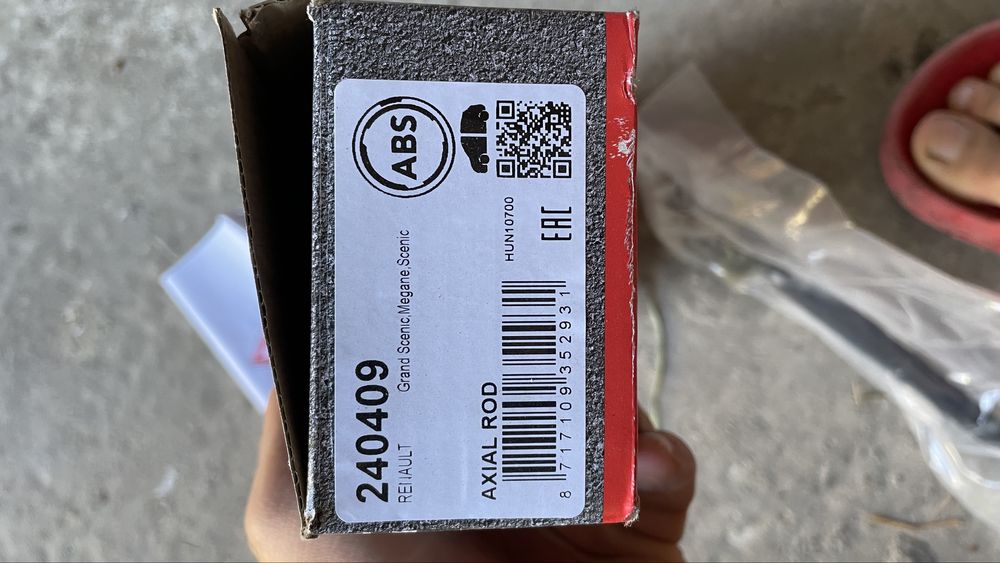 ABS
240409
RENAULT
Grand Scenic,Megane,Scenic
AXIAL ROD
HUN10700
EAC
8 717109 352931